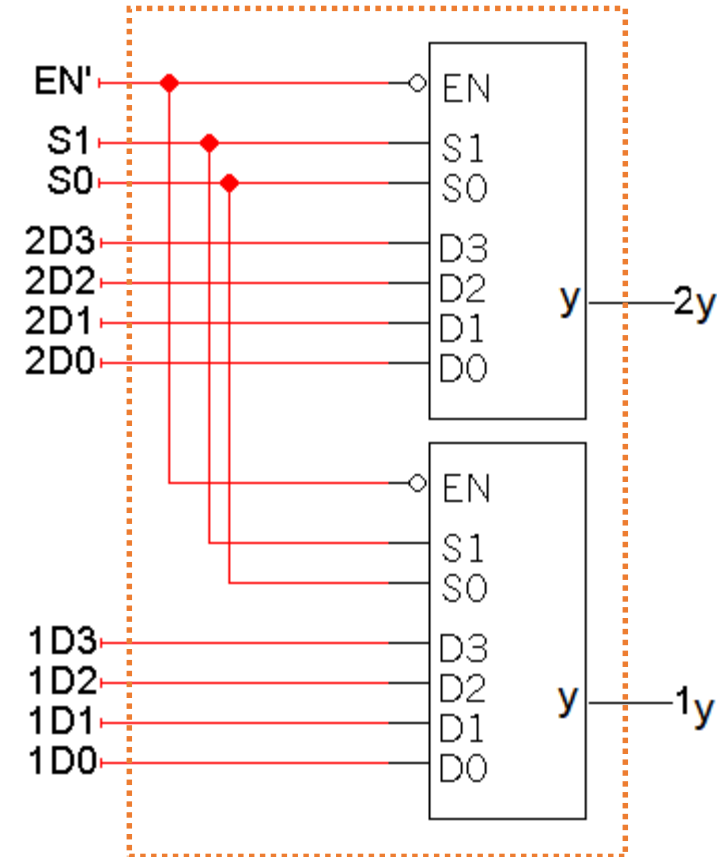 EN' EN
S1 S1
S0 S0
2D3 D3
2D2 D2
y 2y
2D1 D1
2D0 D0
EN
S1
S0
1D3 D3
1D2 D2
y 1y
1D1 D1
1D0 D0